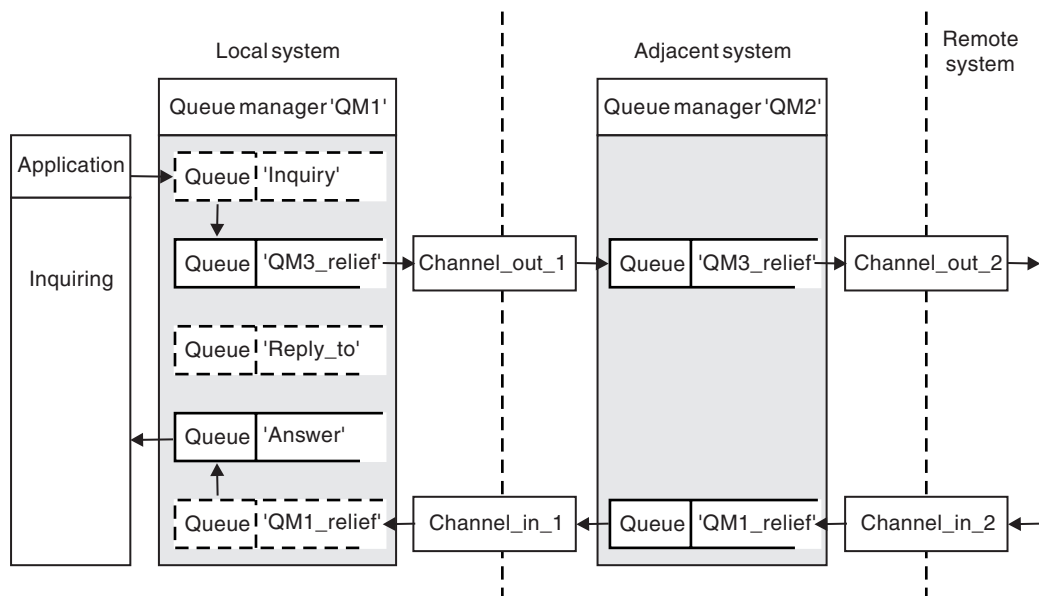 Local system
Adjacent system
Remote
system
Queue manager 'QM1'
Queue manager 'QM2'
Application
Inquiring
Queue 'Inquiry'
Queue 'QM3_relief'
Channel_out_1
Queue 'QM3_relief'
Channel_out_2
Queue 'Reply_to'
Queue 'Answer'
Queue 'QM1_relief'
Channel_in_1
Queue 'QM1_relief'
Channel_in_2